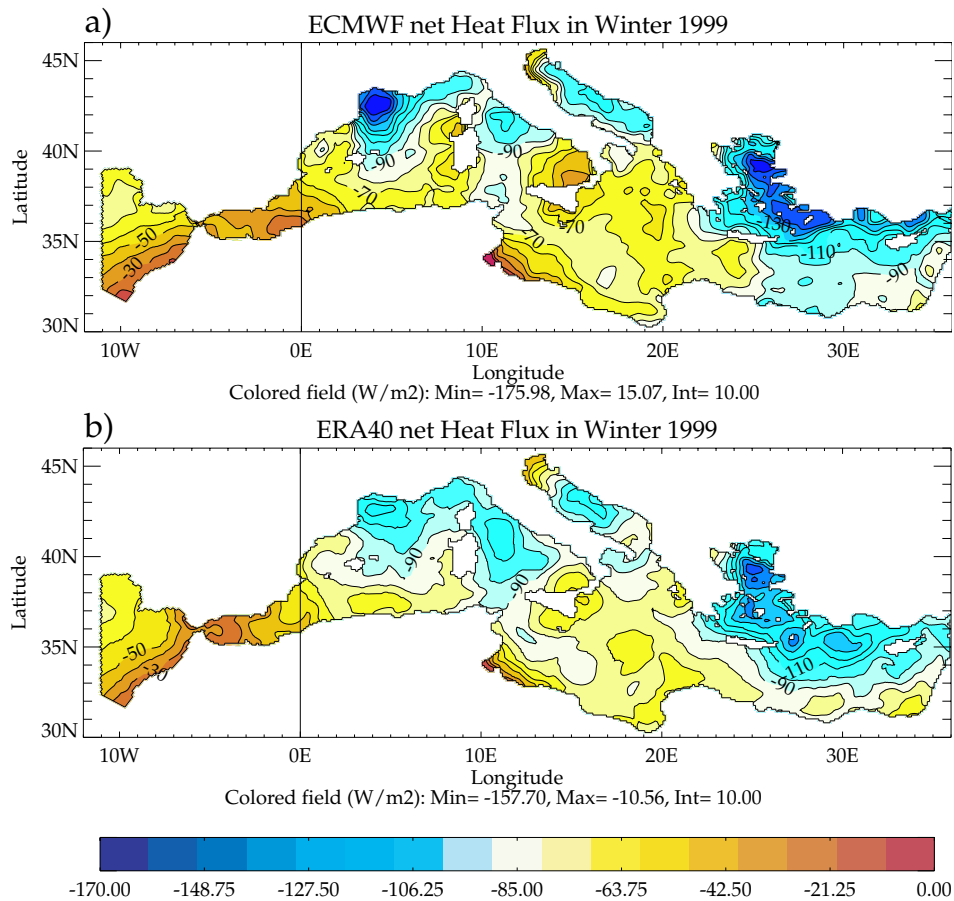 a)
ECMWF net Heat Flux in Winter 1999
45N
40N
35N
30N
Latitude
-90
-70
-50
-30
-90
-70
-130
-110
-90
10W 0E 10E 20E 30E
Longitude
Colored field (W/m2): Min= -175.98, Max= 15.07, Int= 10.00
b)
ERA40 net Heat Flux in Winter 1999
45N
40N
35N
30N
Latitude
-90
-90
-50
-30
-110
-90
10W 0E 10E 20E 30E
Longitude
Colored field (W/m2): Min= -157.70, Max= -10.56, Int= 10.00
-170.00 -148.75 -127.50 -106.25 -85.00 -63.75 -42.50 -21.25 0.00